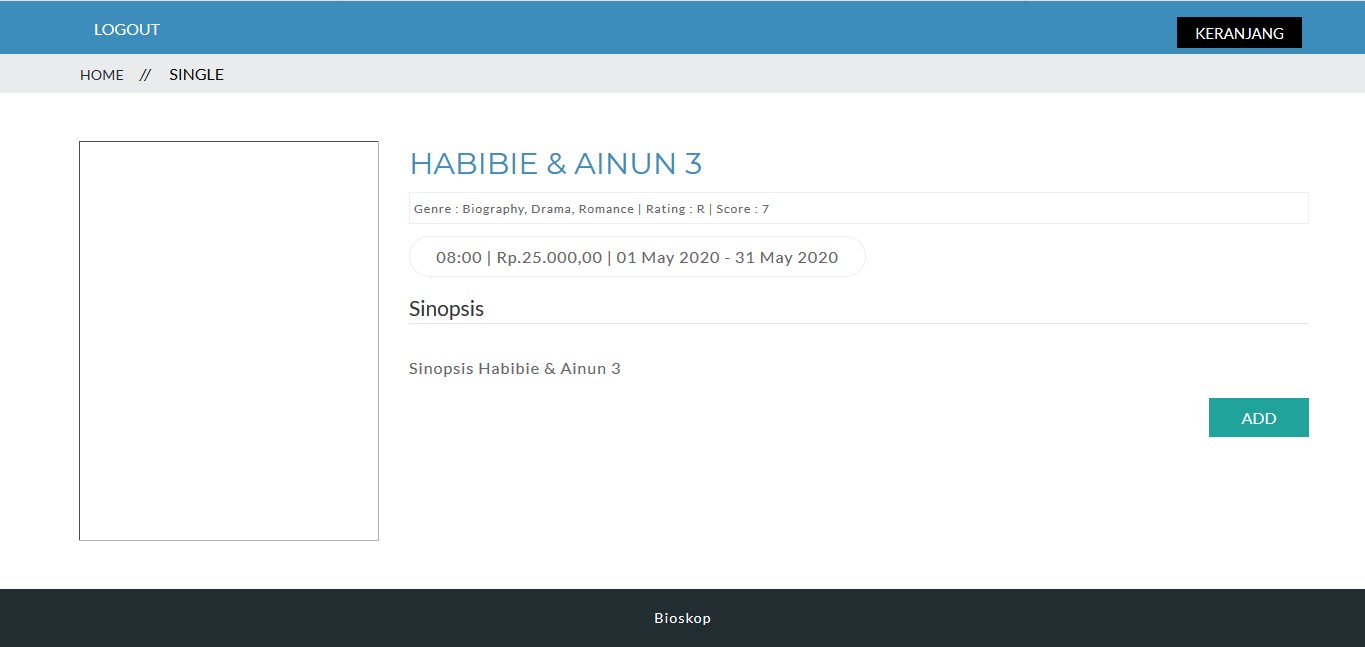 LOGOUT
KERANJANG
HOME // SINGLE
HABIBIE & AINUN 3
Genre : Biography, Drama, Romance | Rating : R | Score : 7
08:00 | Rp.25.000,00 | 01 May 2020 - 31 May 2020
Sinopsis
Sinopsis Habibie & Ainun 3
ADD
Bioskop